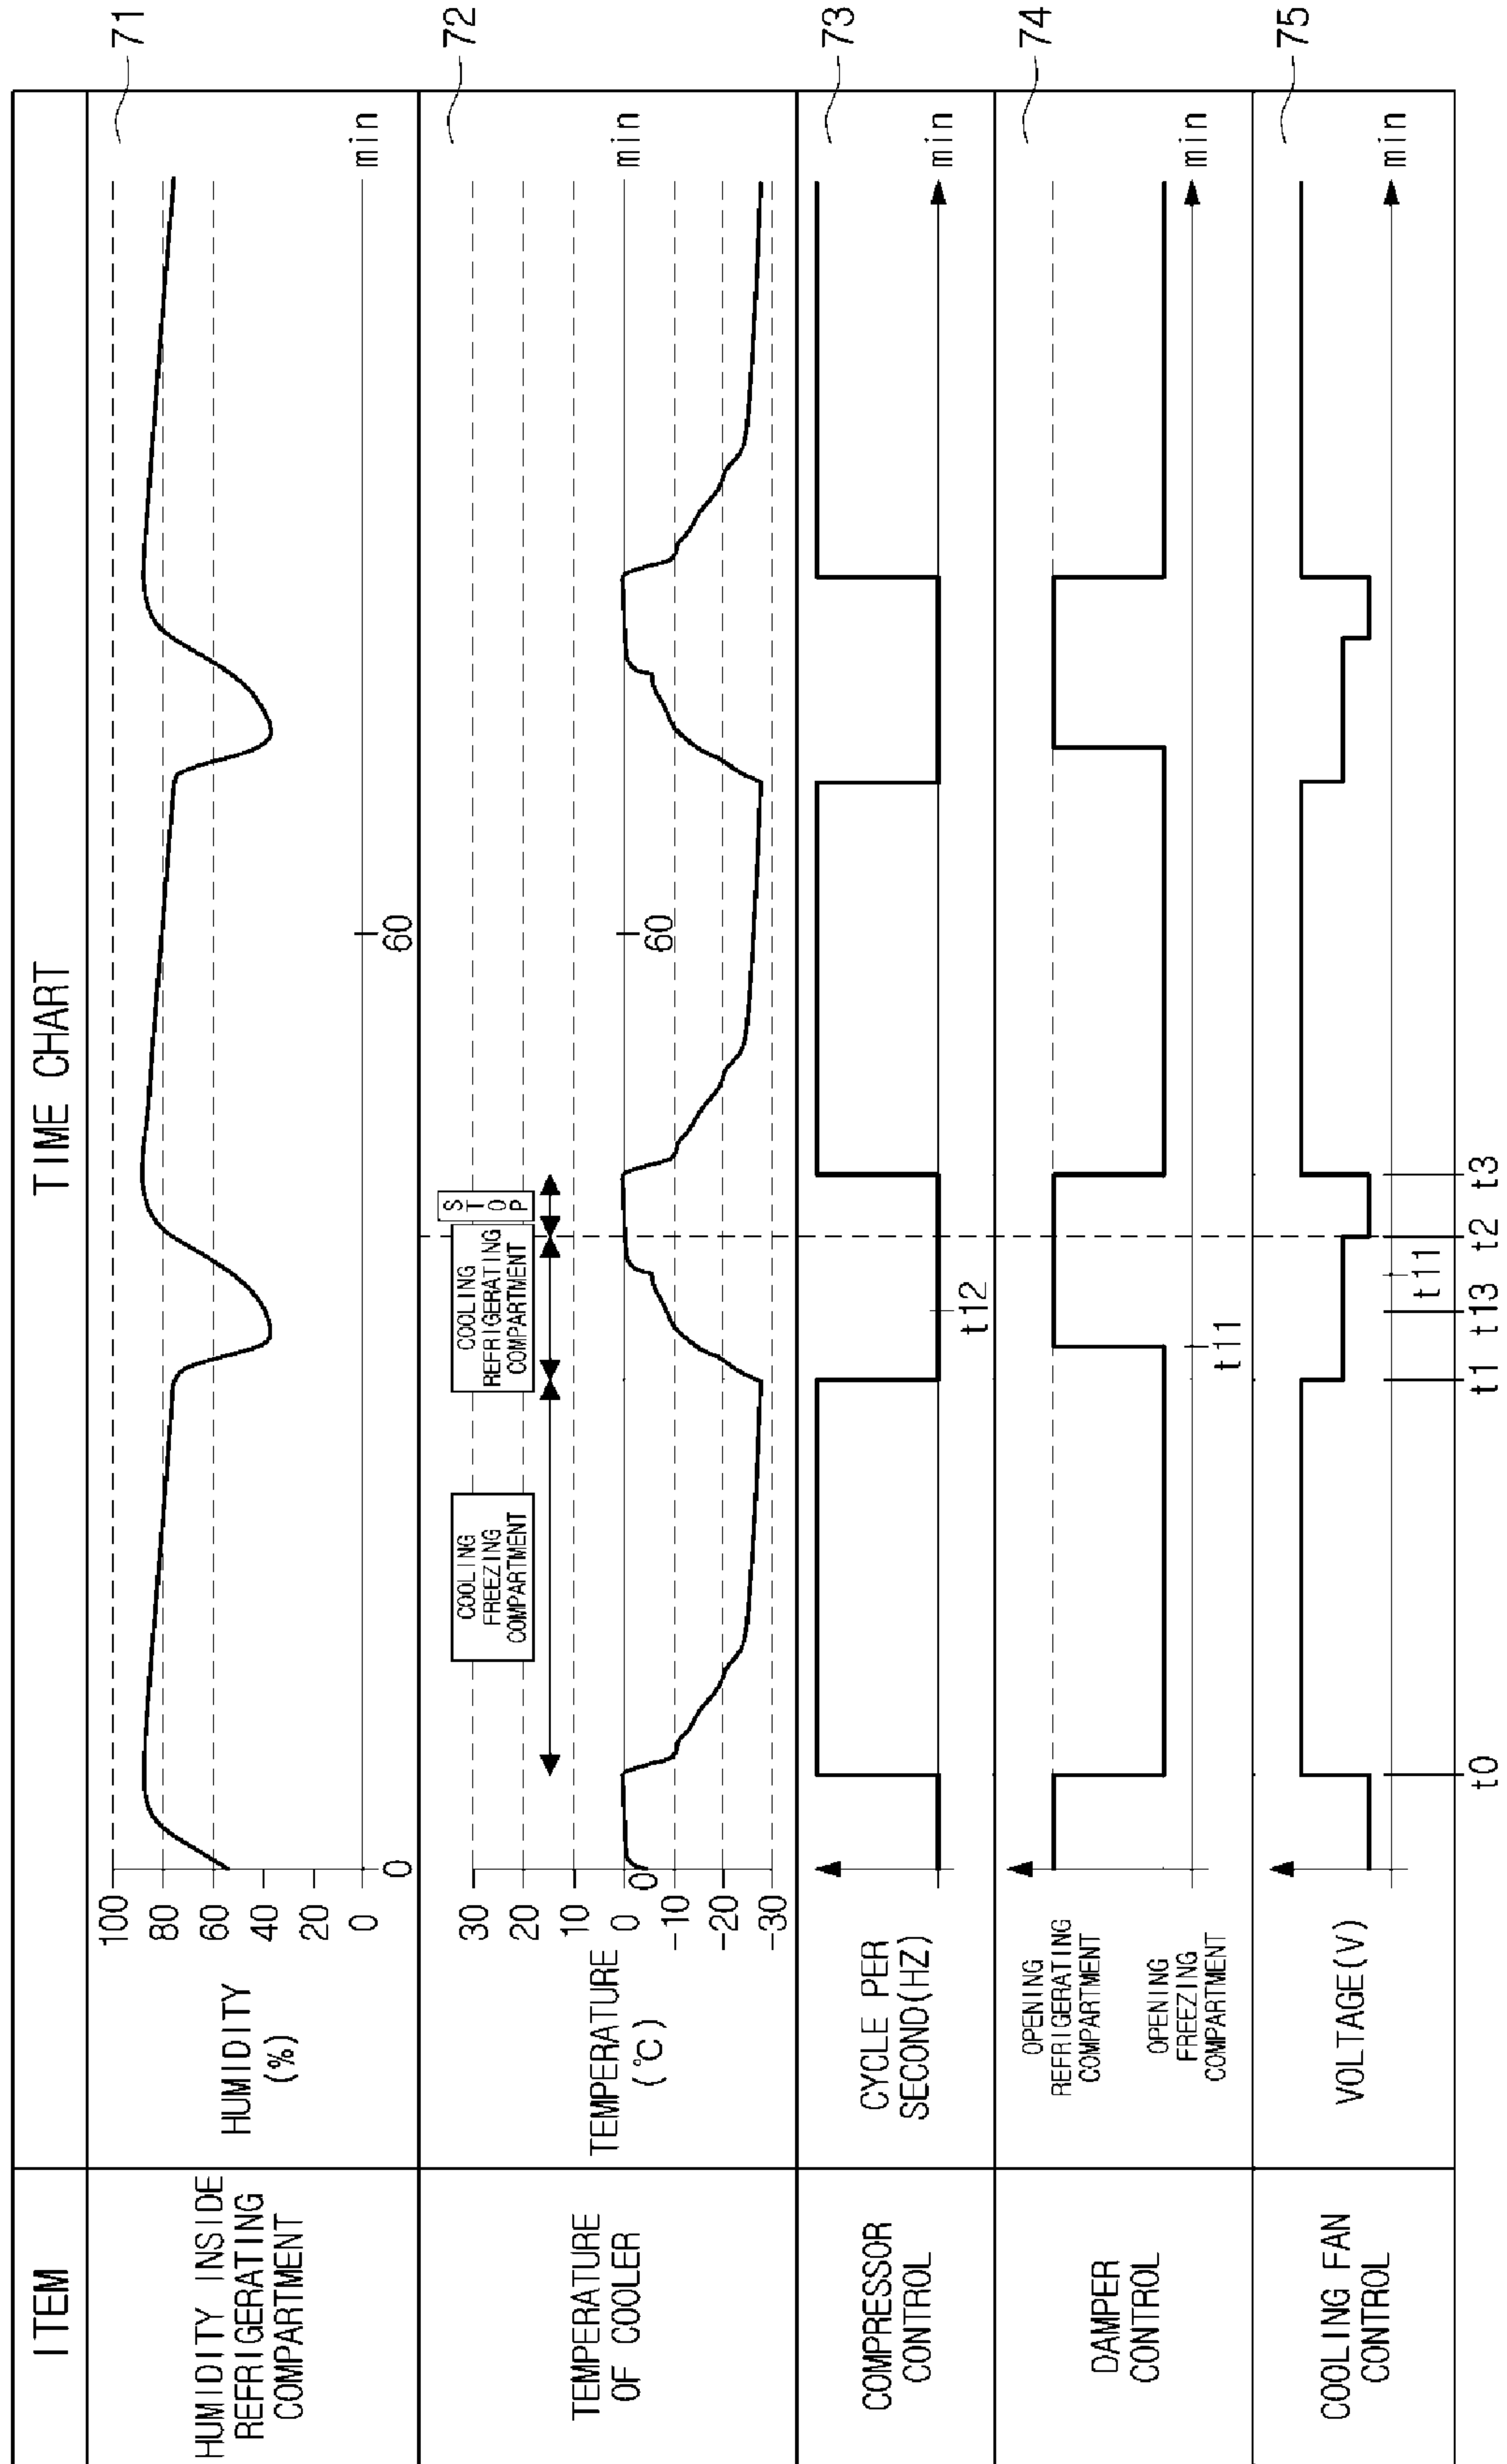 ITEM
TIME CHART
HUMIDITY INSIDE
REFRIGERATING
COMPARTMENT
HUMIDITY
(%)
100
80
60
40
20
0
0
60
min
71
TEMPERATURE
OF COOLER
TEMPERATURE
(℃)
30
20
10
0
-10
-20
-30
0
COOLING
FREEZING
COMPARTMENT
COOLING
REFRIGERATING
COMPARTMENT
STOP
60
min
72
COMPRESSOR
CONTROL
CYCLE PER
SECOND(HZ)
t12
min
73
DAMPER
CONTROL
OPENING
REFRIGERATING
COMPARTMENT
OPENING
FREEZING
COMPARTMENT
t11
min
74
COOLING FAN
CONTROL
VOLTAGE(V)
t11
min
75
t0
t1
t13
t2
t3